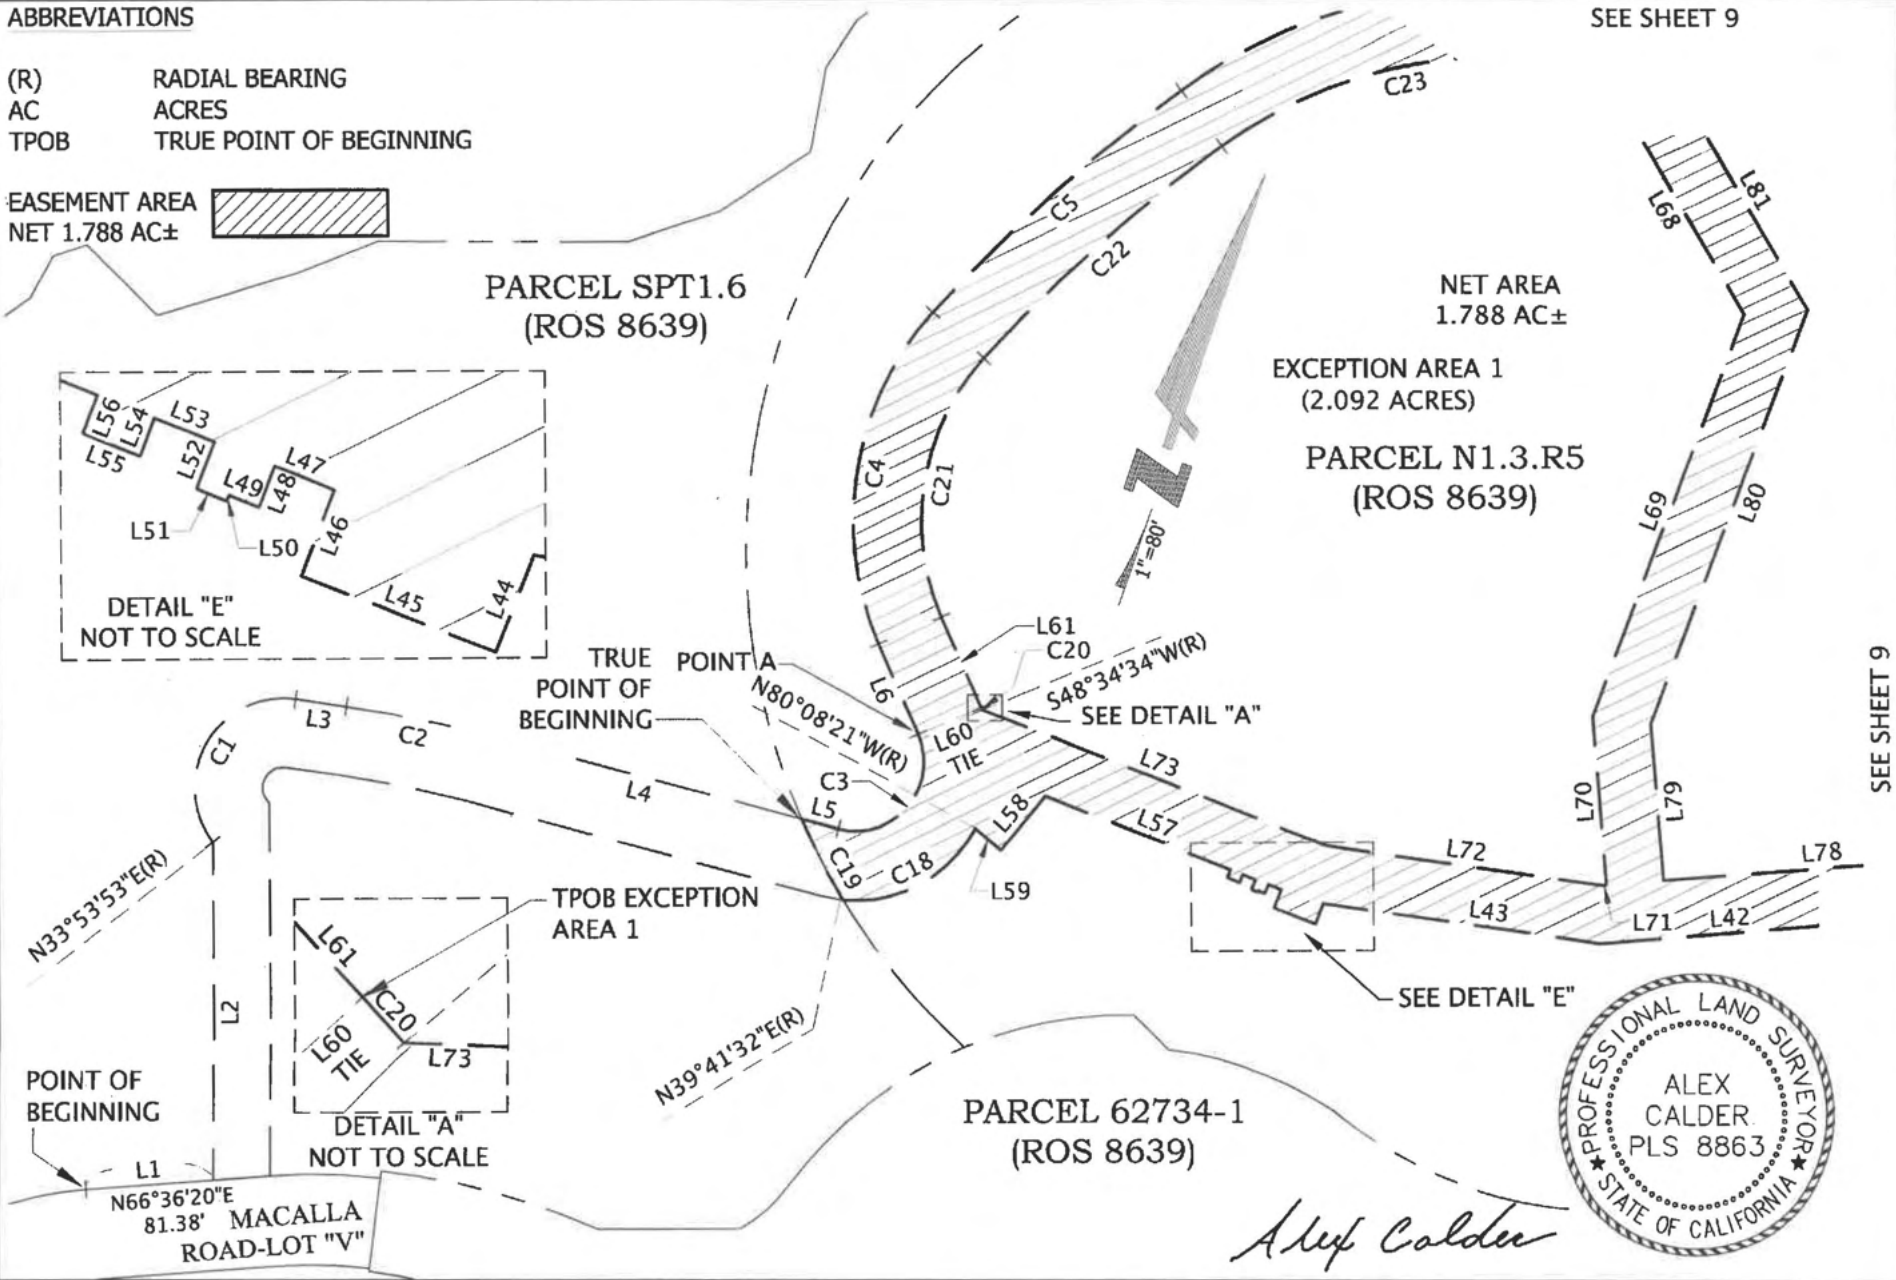 ABBREVIATIONS
(R) RADIAL BEARING
AC ACRES
TPOB TRUE POINT OF BEGINNING
EASEMENT AREA
NET 1.788 AC±
SEE SHEET 9
C23
C5
C22
L81
L68
PARCEL SPT1.6
(ROS 8639)
NET AREA
1.788 AC±
EXCEPTION AREA 1
(2.092 ACRES)
PARCEL N1.3.R5
(ROS 8639)
L56
L54
L53
L55
L52
L49
L48
L47
L51
L50
L46
L45
L44
DETAIL "E"
NOT TO SCALE
C4
C21
N
1"=80'
L69
L80
L61
C20
S48°34'34"W(R)
TRUE
POINT OF
BEGINNING
POINT A
N80°08'21"W(R)
L6
SEE DETAIL "A"
L60
TIE
L73
SEE SHEET 9
C1
L3
C2
L4
C3
L5
L58
L57
L70
L79
C19
C18
L59
L72
L78
L43
L71
L42
N33°53'53"E(R)
TPOB EXCEPTION
AREA 1
L61
C20
L60
TIE
L73
DETAIL "A"
NOT TO SCALE
L2
N39°41'32"E(R)
SEE DETAIL "E"
POINT OF
BEGINNING
L1
N66°36'20"E
81.38'
MACALLA
ROAD-LOT "V"
PARCEL 62734-1
(ROS 8639)
PROFESSIONAL LAND SURVEYOR
ALEX
CALDER
PLS 8863
STATE OF CALIFORNIA
Alex Calder